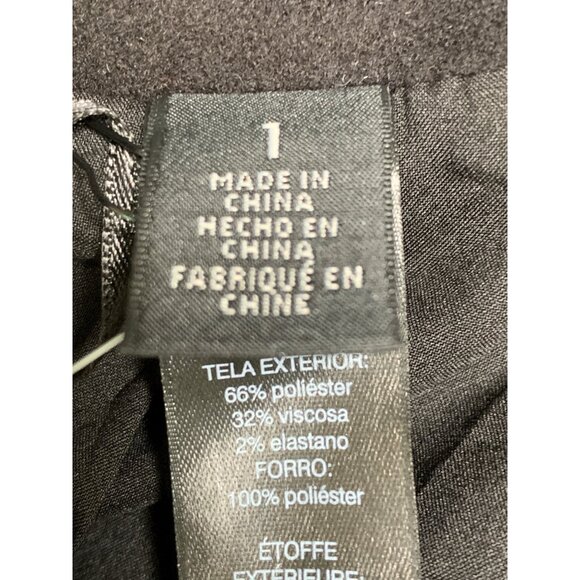 1
MADE IN
CHINA
HECHO EN
CHINA
FABRIQUÉ EN
CHINE
TELA EXTERIOR:
66% poliéster
32% viscosa
2% elastano
FORRO:
100% poliéster
ÉTOFFE
EXTÉRIEURE